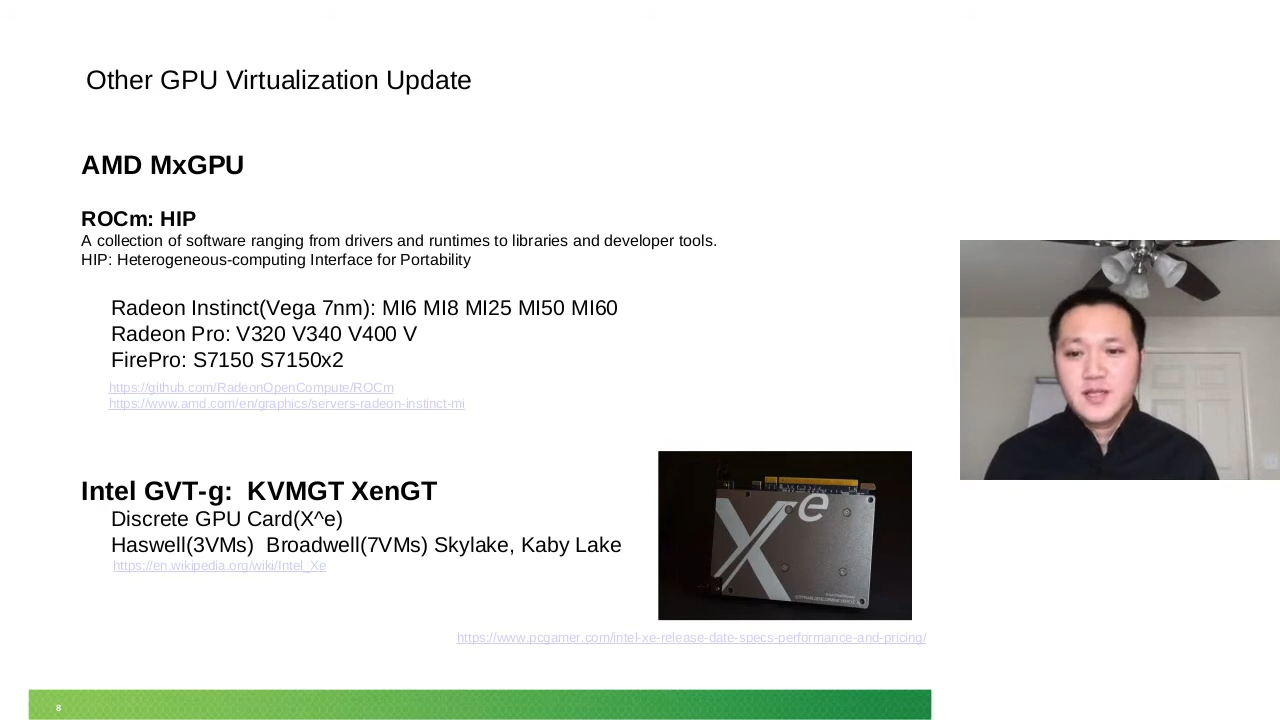 Other GPU Virtualization Update
AMD MxGPU
ROCm: HIP
A collection of software ranging from drivers and runtimes to libraries and developer tools.
HIP: Heterogeneous-computing Interface for Portability
Radeon Instinct(Vega 7nm): MI6 MI8 MI25 MI50 MI60
Radeon Pro: V320 V340 V400 V
FirePro: S7150 S7150x2
https://github.com/RadeonOpenCompute/ROCm
https://www.amd.com/en/graphics/servers-radeon-instinct-mi
Intel GVT-g:  KVMGT XenGT
Discrete GPU Card(X^e)
Haswell(3VMs)  Broadwell(7VMs) Skylake, Kaby Lake
https://en.wikipedia.org/wiki/Intel_Xe
Xe
https://www.pcgamer.com/intel-xe-release-date-specs-performance-and-pricing/
8